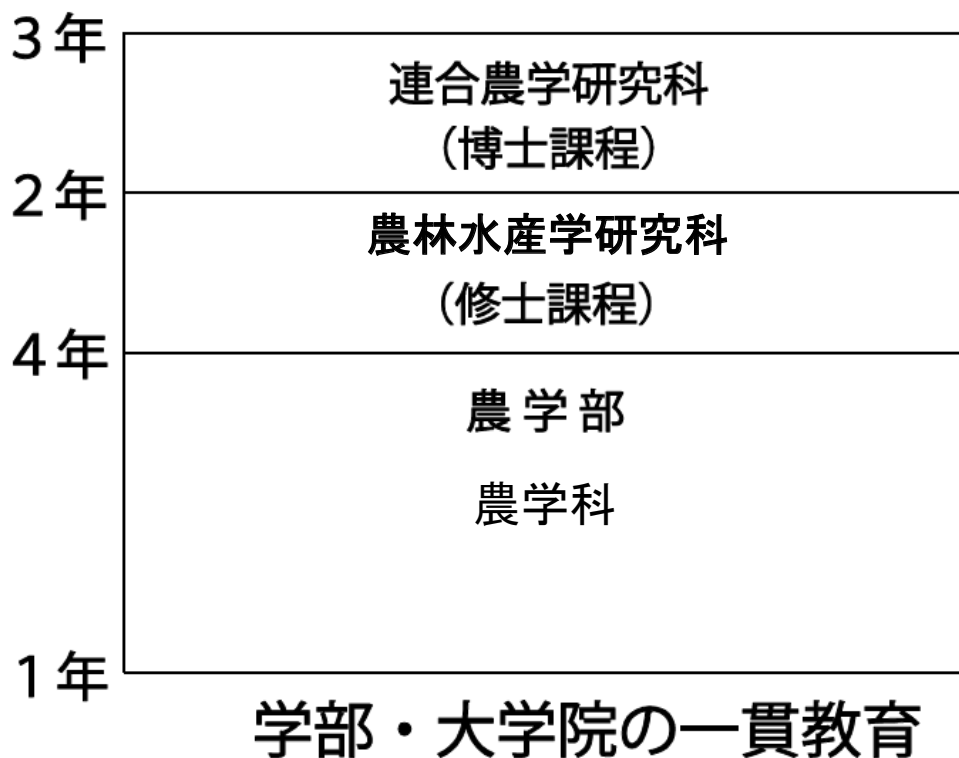 3年
連合農学研究科
（博士課程）
2年
農林水産学研究科
（修士課程）
4年
農 学 部
農学科
1年
学部・大学院の一貫教育